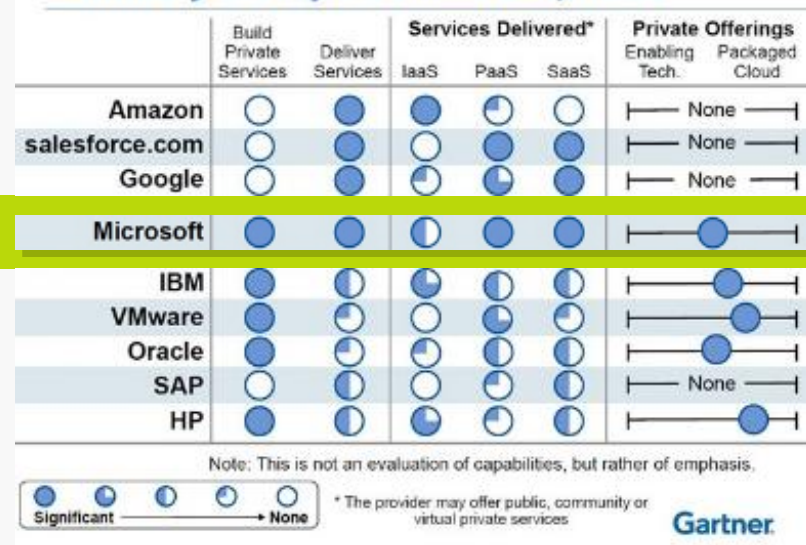 Build Private Services
Deliver Services
Services Delivered*
IaaS PaaS SaaS
Private Offerings
Enabling Tech.
Packaged Cloud
Amazon None
salesforce.com None
Google None
Microsoft
IBM
VMware
Oracle
SAP None
HP
Note: This is not an evaluation of capabilities, but rather of emphasis.
Significant None
* The provider may offer public, community or
virtual private services
Gartner